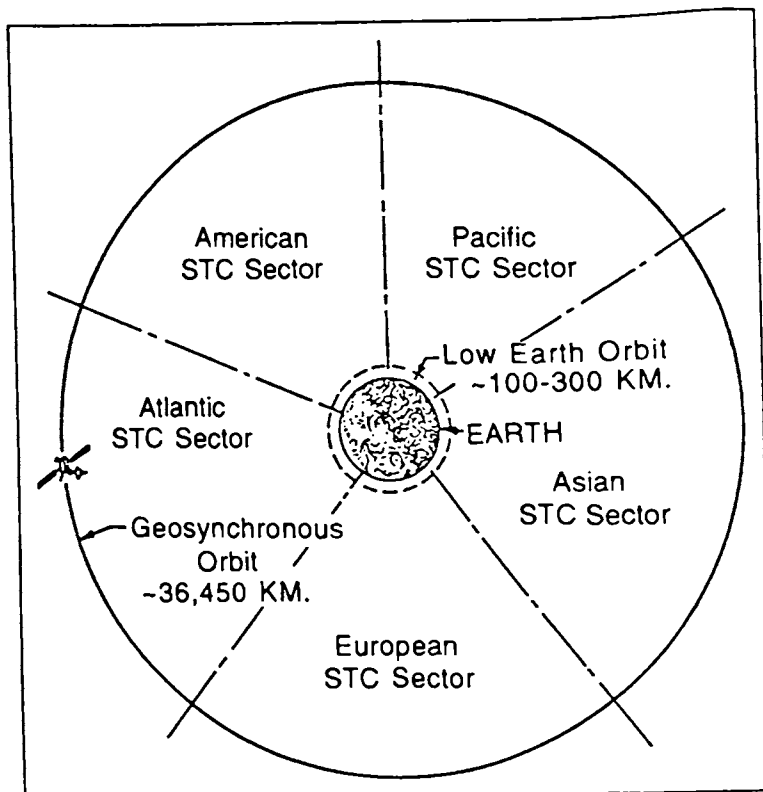 American
STC Sector
Pacific
STC Sector
Low Earth Orbit
~100-300 KM.
Atlantic
STC Sector
EARTH
Asian
STC Sector
Geosynchronous
Orbit
~36,450 KM.
European
STC Sector